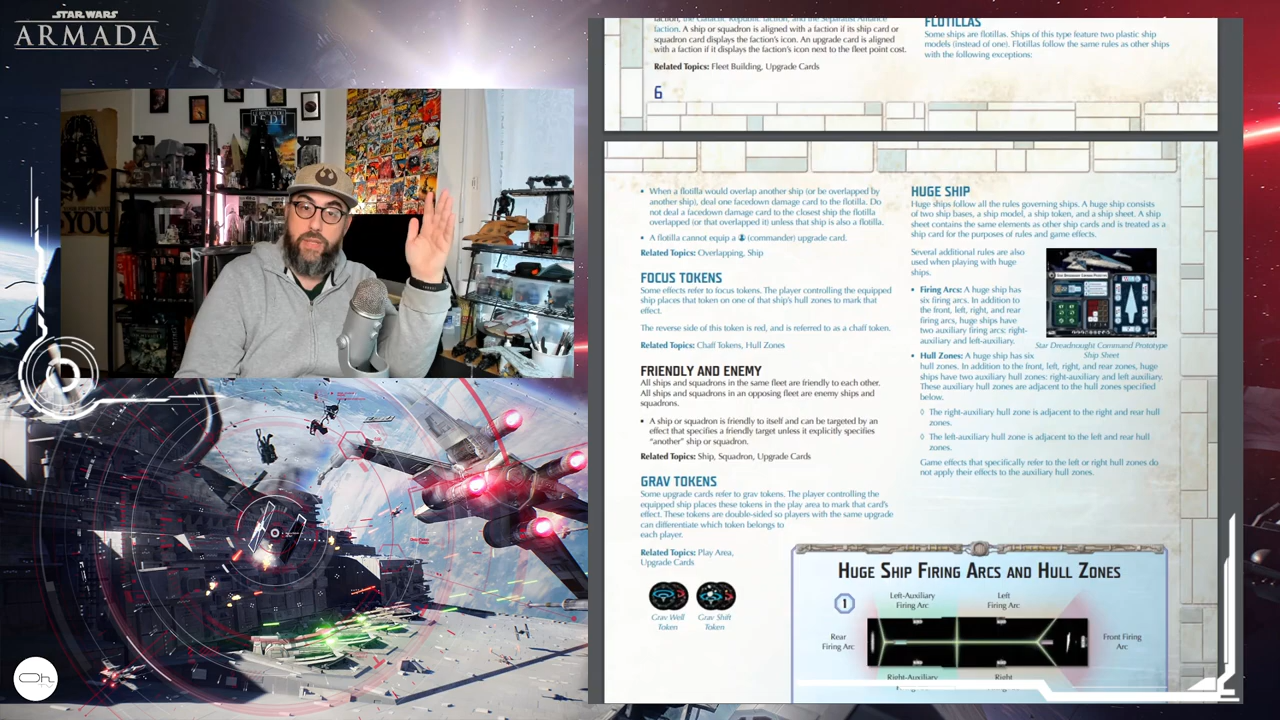 STAR WARS
ARMADA
JEDI
faction, the Galactic Republic faction, and the Separatist Alliance
faction. A ship or squadron is aligned with a faction if its ship card or
squadron card displays the faction's icon. An upgrade card is aligned
with a faction if it displays the faction's icon next to the fleet point cost.
Related Topics: Fleet Building, Upgrade Cards
6
FLOTILLAS
Some ships are flotillas. Ships of this type feature two plastic ship
models (instead of one). Flotillas follow the same rules as other ships
with the following exceptions:
• When a flotilla would overlap another ship (or be overlapped by
another ship), deal one facedown damage card to the flotilla. Do
not deal a facedown damage card to the closest ship the flotilla
overlapped (or that overlapped it) unless that ship is also a flotilla.
• A flotilla cannot equip a (commander) upgrade card.
Related Topics: Overlapping, Ship
FOCUS TOKENS
Some effects refer to focus tokens. The player controlling the equipped
ship places that token on one of that ship's hull zones to mark that
effect.
The reverse side of this token is red, and is referred to as a chaff token.
Related Topics: Chaff Tokens, Hull Zones
FRIENDLY AND ENEMY
All ships and squadrons in the same fleet are friendly to each other.
All ships and squadrons in an opposing fleet are enemy ships and
squadrons.
• A ship or squadron is friendly to itself and can be targeted by an
effect that specifies a friendly target unless it explicitly specifies
"another" ship or squadron.
Related Topics: Ship, Squadron, Upgrade Cards
GRAV TOKENS
Some upgrade cards refer to grav tokens. The player controlling the
equipped ship places these tokens in the play area to mark that card's
effect. These tokens are double-sided so players with the same upgrade
can differentiate which token belongs to
each player.
Related Topics: Play Area,
Upgrade Cards
Grav Well
Token
Grav Shift
Token
HUGE SHIP
Huge ships follow all the rules governing ships. A huge ship consists
of two ship bases, a ship model, a ship token, and a ship sheet. A ship
sheet contains the same elements as other ship cards and is treated as a
ship card for the purposes of rules and game effects.
Several additional rules are also
used when playing with huge
ships.
• Firing Arcs: A huge ship has
six firing arcs. In addition to
the front, left, right, and rear
firing arcs, huge ships have
two auxiliary firing arcs: right-
auxiliary and left-auxiliary.
Star Dreadnought Command Prototype
Ship Sheet
• Hull Zones: A huge ship has six
hull zones. In addition to the front, left, right, and rear zones, huge
ships have two auxiliary hull zones: right-auxiliary and left auxiliary.
These auxiliary hull zones are adjacent to the hull zones specified
below.
◊ The right-auxiliary hull zone is adjacent to the right and rear hull
zones.
◊ The left-auxiliary hull zone is adjacent to the left and rear hull
zones.
Game effects that specifically refer to the left or right hull zones do
not apply their effects to the auxiliary hull zones.
HUGE SHIP FIRING ARCS AND HULL ZONES
1
Left-Auxiliary
Firing Arc
Left
Firing Arc
Rear
Firing Arc
Front Firing
Arc
Right-Auxiliary
Right